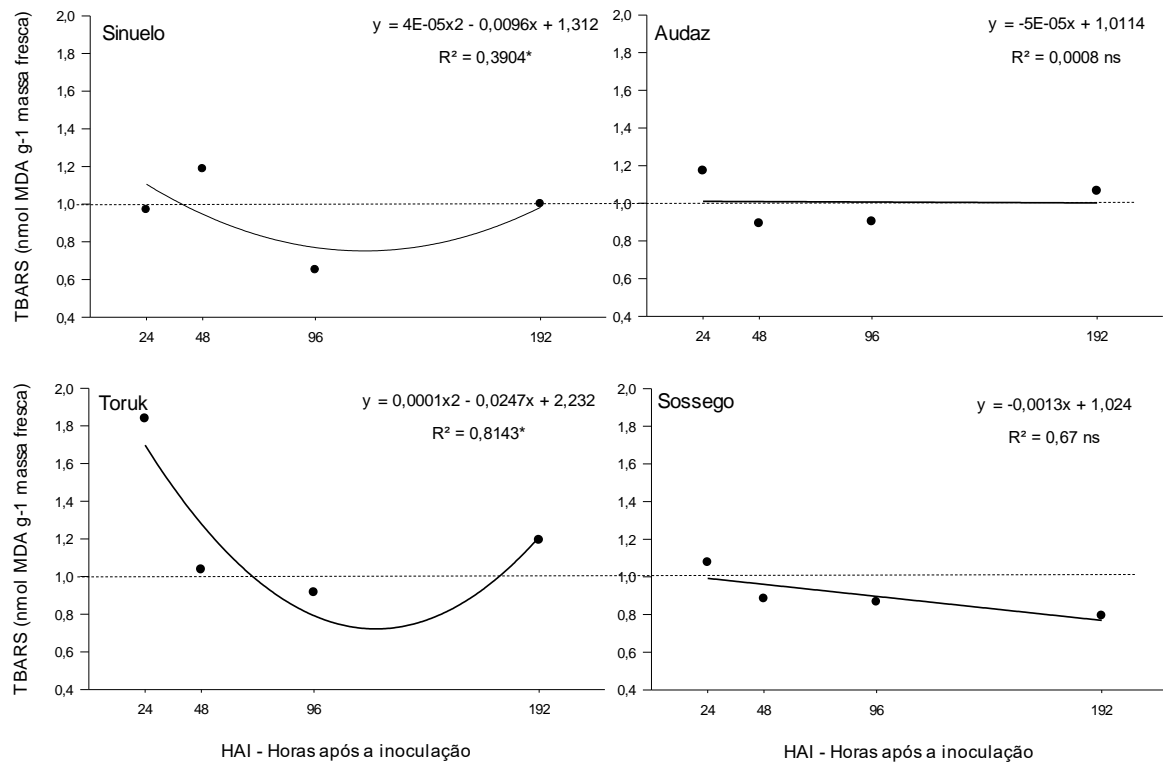 Sinuelo
y = 4E-05x2 - 0,0096x + 1,312
R² = 0,3904*
TBARS (nmol MDA g-1 massa fresca)
2,0
1,8
1,6
1,4
1,2
1,0
0,8
0,6
0,4
24 48 96 192
Audaz
y = -5E-05x + 1,0114
R² = 0,0008 ns
2,0
1,8
1,6
1,4
1,2
1,0
0,8
0,6
0,4
24 48 96 192
Toruk
y = 0,0001x2 - 0,0247x + 2,232
R² = 0,8143*
TBARS (nmol MDA g-1 massa fresca)
2,0
1,8
1,6
1,4
1,2
1,0
0,8
0,6
0,4
24 48 96 192
HAI - Horas após a inoculação
Sossego
y = -0,0013x + 1,024
R² = 0,67 ns
2,0
1,8
1,6
1,4
1,2
1,0
0,8
0,6
0,4
24 48 96 192
HAI - Horas após a inoculação